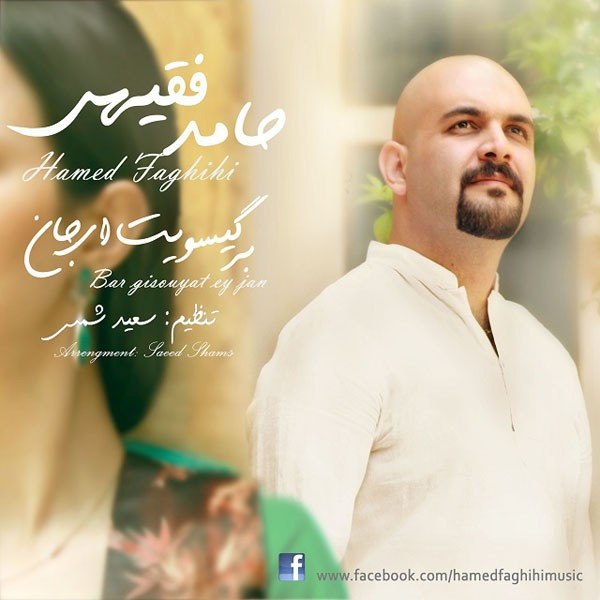 حامد فقیهی
Hamed Faghihi
بر گیسویت ای جان
Bar gisouyat ey jan
تنظیم : سعید شمس
Arrengment: Saeed Shams
f www.facebook.com/hamedfaghihimusic